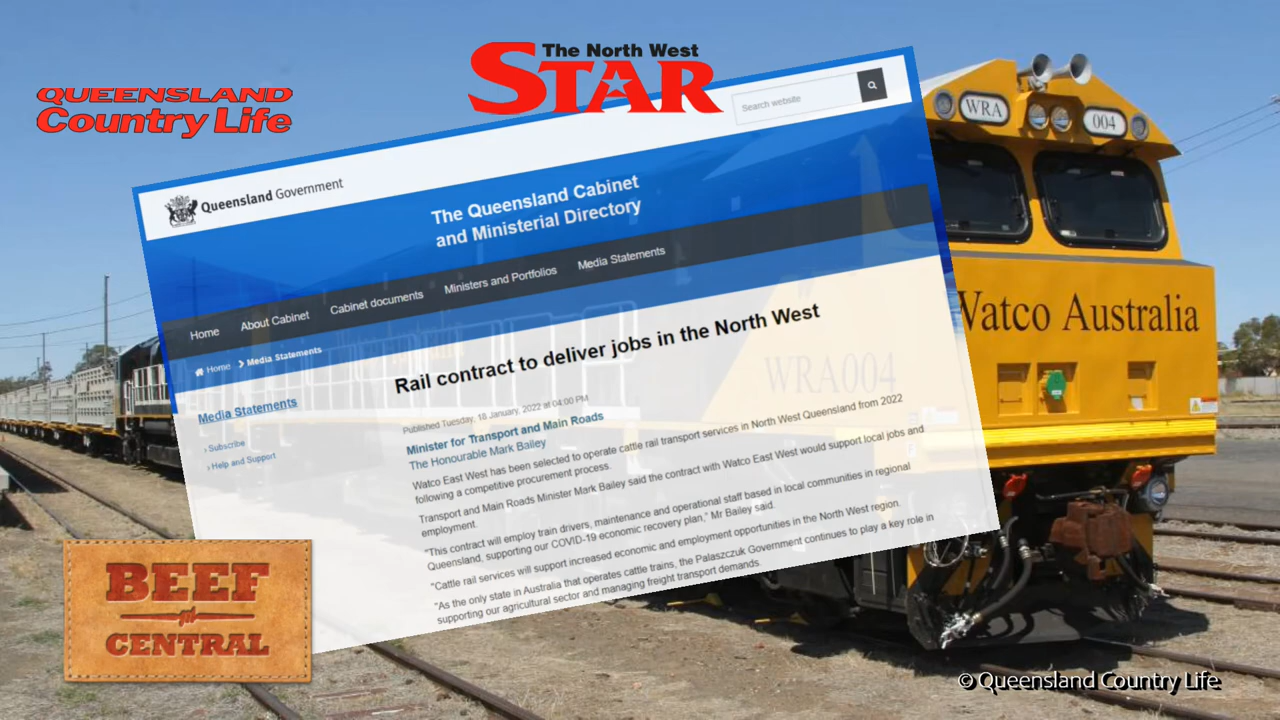 The North West
STAR
QUEENSLAND
Country Life
Search website
WRA
004
Queensland Government
The Queensland Cabinet
and Ministerial Directory
Home
About Cabinet
Cabinet documents
Ministers and Portfolios
Media Statements
Watco Australia
Home > Media Statements
Rail contract to deliver jobs in the North West
WRA004
Media Statements
› Subscribe
› Help and Support
Published Tuesday, 18 January, 2022 at 04:00 PM
Minister for Transport and Main Roads
The Honourable Mark Bailey
Watco East West has been selected to operate cattle rail transport services in North West Queensland from 2022
following a competitive procurement process.
Transport and Main Roads Minister Mark Bailey said the contract with Watco East West would support local jobs and
employment.
"This contract will employ train drivers, maintenance and operational staff based in local communities in regional
Queensland, supporting our COVID-19 economic recovery plan," Mr Bailey said.
"Cattle rail services will support increased economic and employment opportunities in the North West region.
"As the only state in Australia that operates cattle trains, the Palaszczuk Government continues to play a key role in
supporting our agricultural sector and managing freight transport demands.
BEEF
CENTRAL
© Queensland Country Life